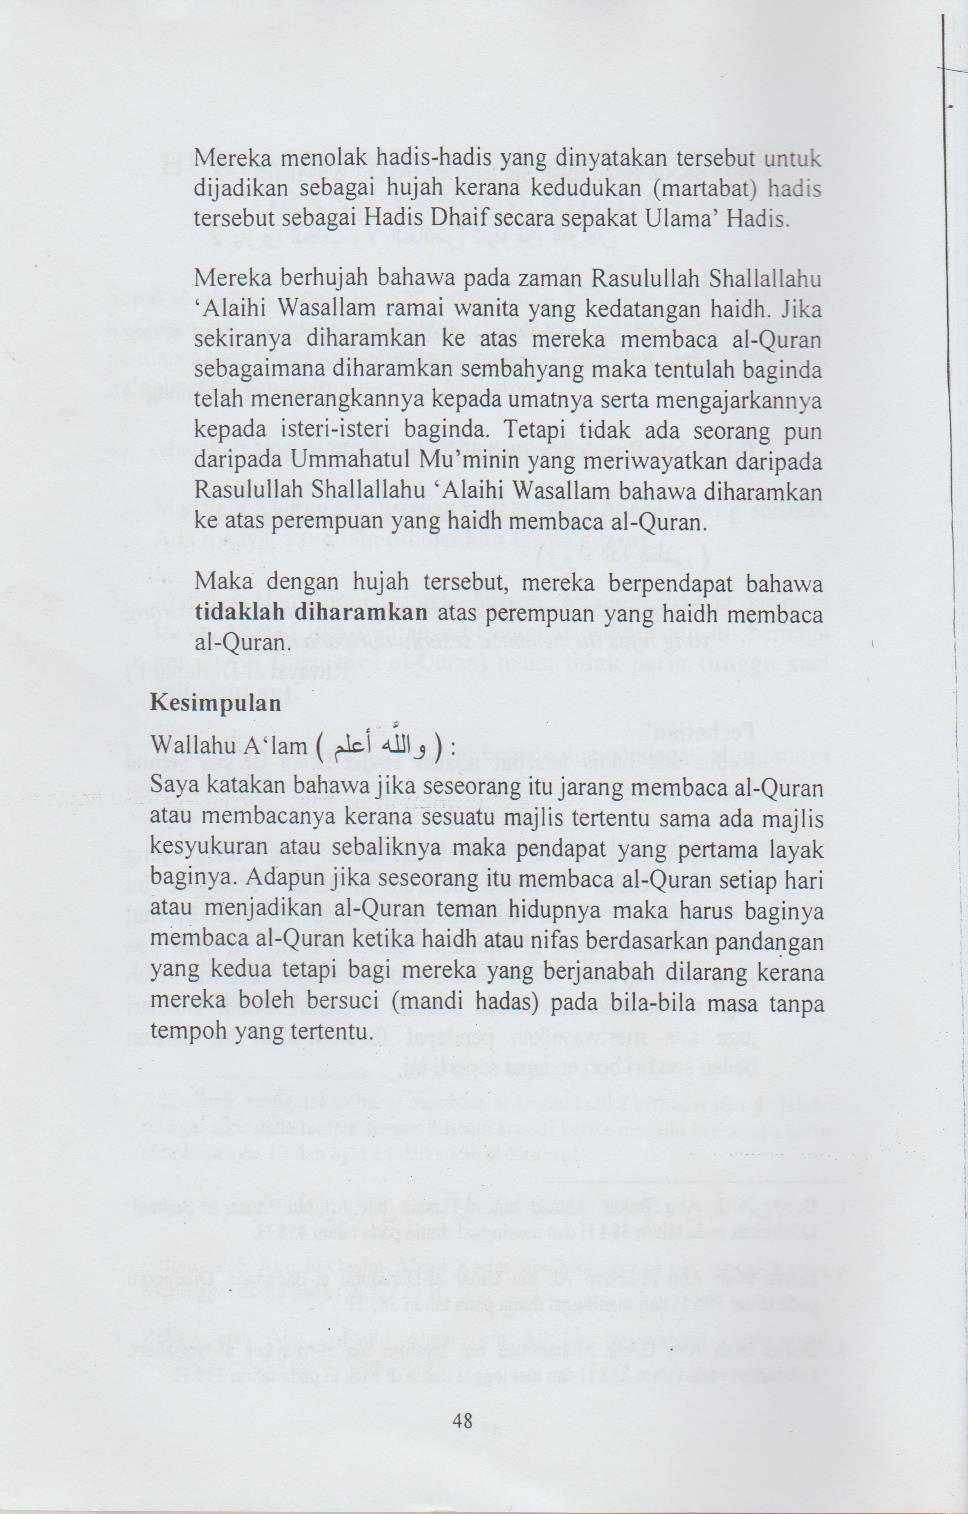 Mereka menolak hadis-hadis yang dinyatakan tersebut untuk
dijadikan sebagai hujah kerana kedudukan (martabat) hadis
tersebut sebagai Hadis Dhaif secara sepakat Ulama’ Hadis.
Mereka berhujah bahawa pada zaman Rasulullah Shallallahu
‘Alaihi Wasallam ramai wanita yang kedatangan haidh. Jika
sekiranya diharamkan ke atas mereka membaca al-Quran
sebagaimana diharamkan sembahyang maka tentulah baginda
telah menerangkannya kepada umatnya serta mengajarkannya
kepada isteri-isteri baginda. Tetapi tidak ada seorang pun
daripada Ummahatul Mu’minin yang meriwayatkan daripada
Rasulullah Shallallahu ‘Alaihi Wasallam bahawa diharamkan
ke atas perempuan yang haidh membaca al-Quran.
Maka dengan hujah tersebut, mereka berpendapat bahawa
tidaklah diharamkan atas perempuan yang haidh membaca
al-Quran.
Kesimpulan
Wallahu A‘lam ( و اللَّه أعلم ) :
Saya katakan bahawa jika seseorang itu jarang membaca al-Quran
atau membacanya kerana sesuatu majlis tertentu sama ada majlis
kesyukuran atau sebaliknya maka pendapat yang pertama layak
baginya. Adapun jika seseorang itu membaca al-Quran setiap hari
atau menjadikan al-Quran teman hidupnya maka harus baginya
membaca al-Quran ketika haidh atau nifas berdasarkan pandangan
yang kedua tetapi bagi mereka yang berjanabah dilarang kerana
mereka boleh bersuci (mandi hadas) pada bila-bila masa tanpa
tempoh yang tertentu.
48